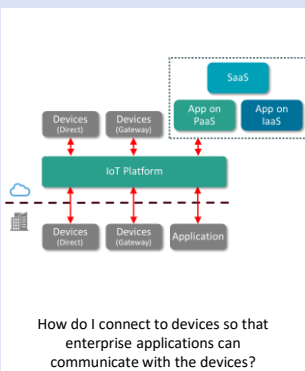 SaaS
App on
PaaS
App on
IaaS
Devices
(Direct)
Devices
(Gateway)
IoT Platform
Devices
(Direct)
Devices
(Gateway)
Application
How do I connect to devices so that
enterprise applications can
communicate with the devices?